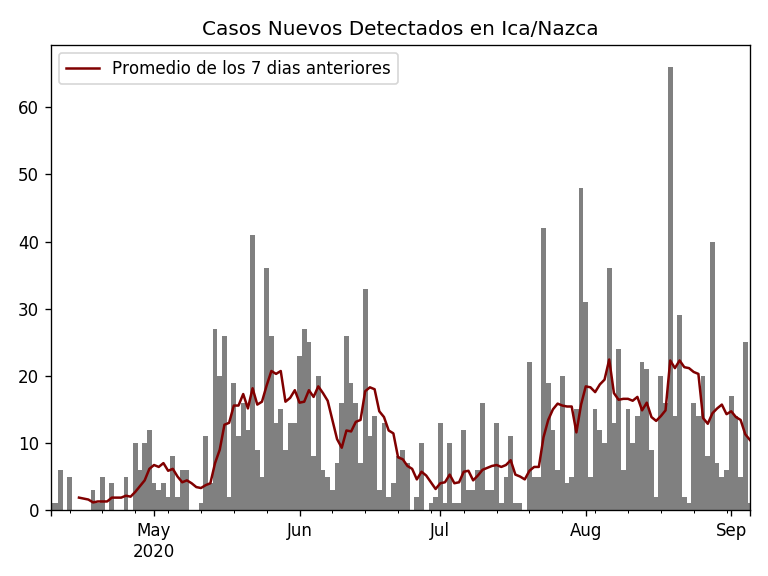 Casos Nuevos Detectados en Ica/Nazca
Promedio de los 7 dias anteriores
60
50
40
30
20
10
0
May
2020
Jun
Jul
Aug
Sep